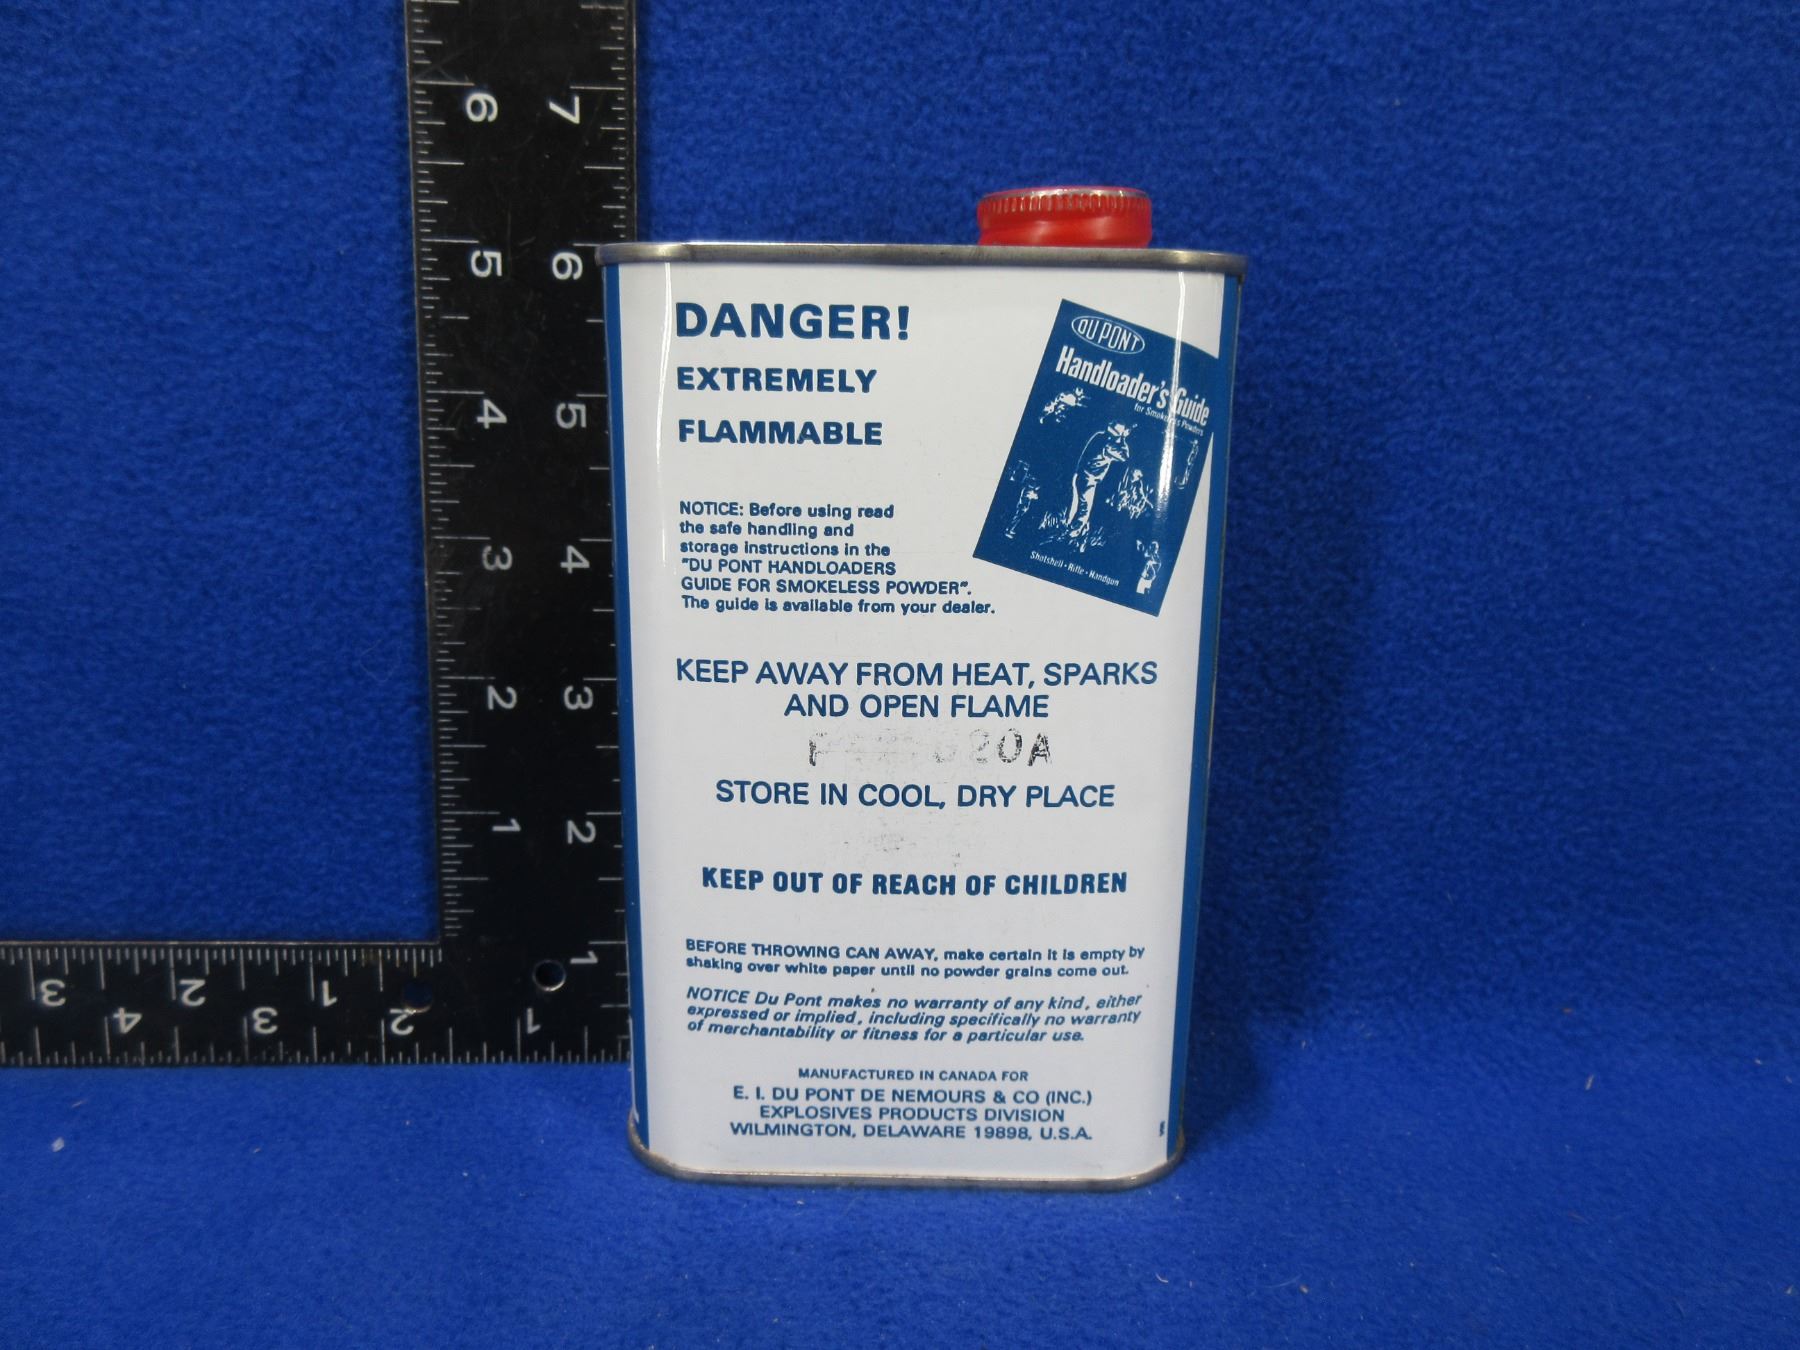 6 7
5 6
4 5
3 4
2 3
1 2
1
3 2 1
4 3 2 1
DANGER!
EXTREMELY
FLAMMABLE
DU PONT
Handloader's Guide
for Smokeless Powders
Shotshell • Rifle • Handgun
NOTICE: Before using read
the safe handling and
storage instructions in the
"DU PONT HANDLOADERS
GUIDE FOR SMOKELESS POWDER".
The guide is available from your dealer.
KEEP AWAY FROM HEAT, SPARKS
AND OPEN FLAME
20A
STORE IN COOL, DRY PLACE
KEEP OUT OF REACH OF CHILDREN
BEFORE THROWING CAN AWAY, make certain it is empty by
shaking over white paper until no powder grains come out.
NOTICE Du Pont makes no warranty of any kind, either
expressed or implied, including specifically no warranty
of merchantability or fitness for a particular use.
MANUFACTURED IN CANADA FOR
E. I. DU PONT DE NEMOURS & CO (INC.)
EXPLOSIVES PRODUCTS DIVISION
WILMINGTON, DELAWARE 19898, U.S.A.